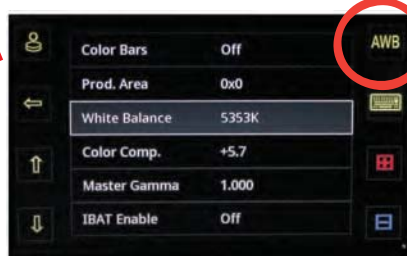 AWB
Color Bars Off
Prod. Area 0x0
White Balance 5353K
Color Comp. +5.7
Master Gamma 1.000
IBAT Enable Off